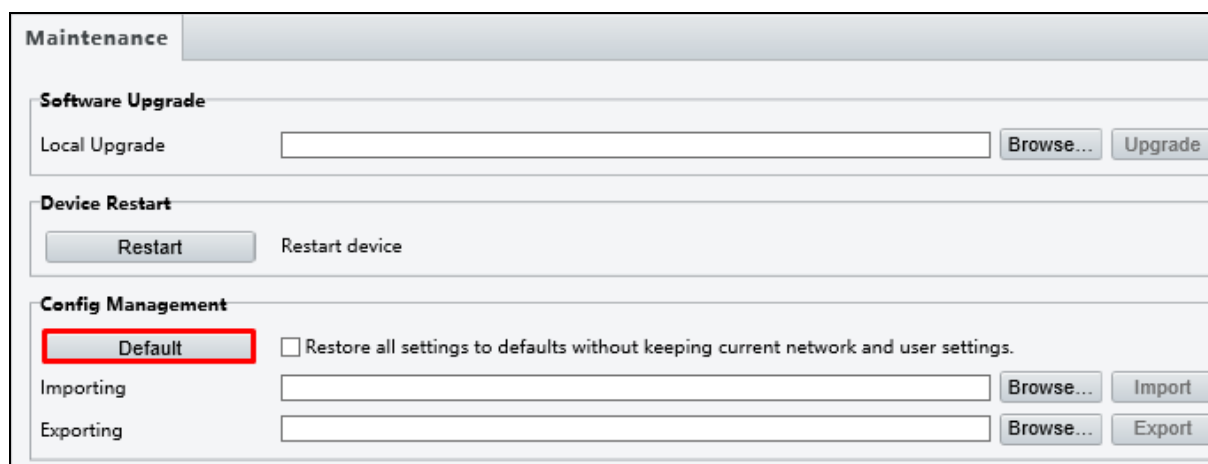 Maintenance
Software Upgrade
Local Upgrade Browse... Upgrade
Device Restart
Restart Restart device
Config Management
Default Restore all settings to defaults without keeping current network and user settings.
Importing Browse... Import
Exporting Browse... Export